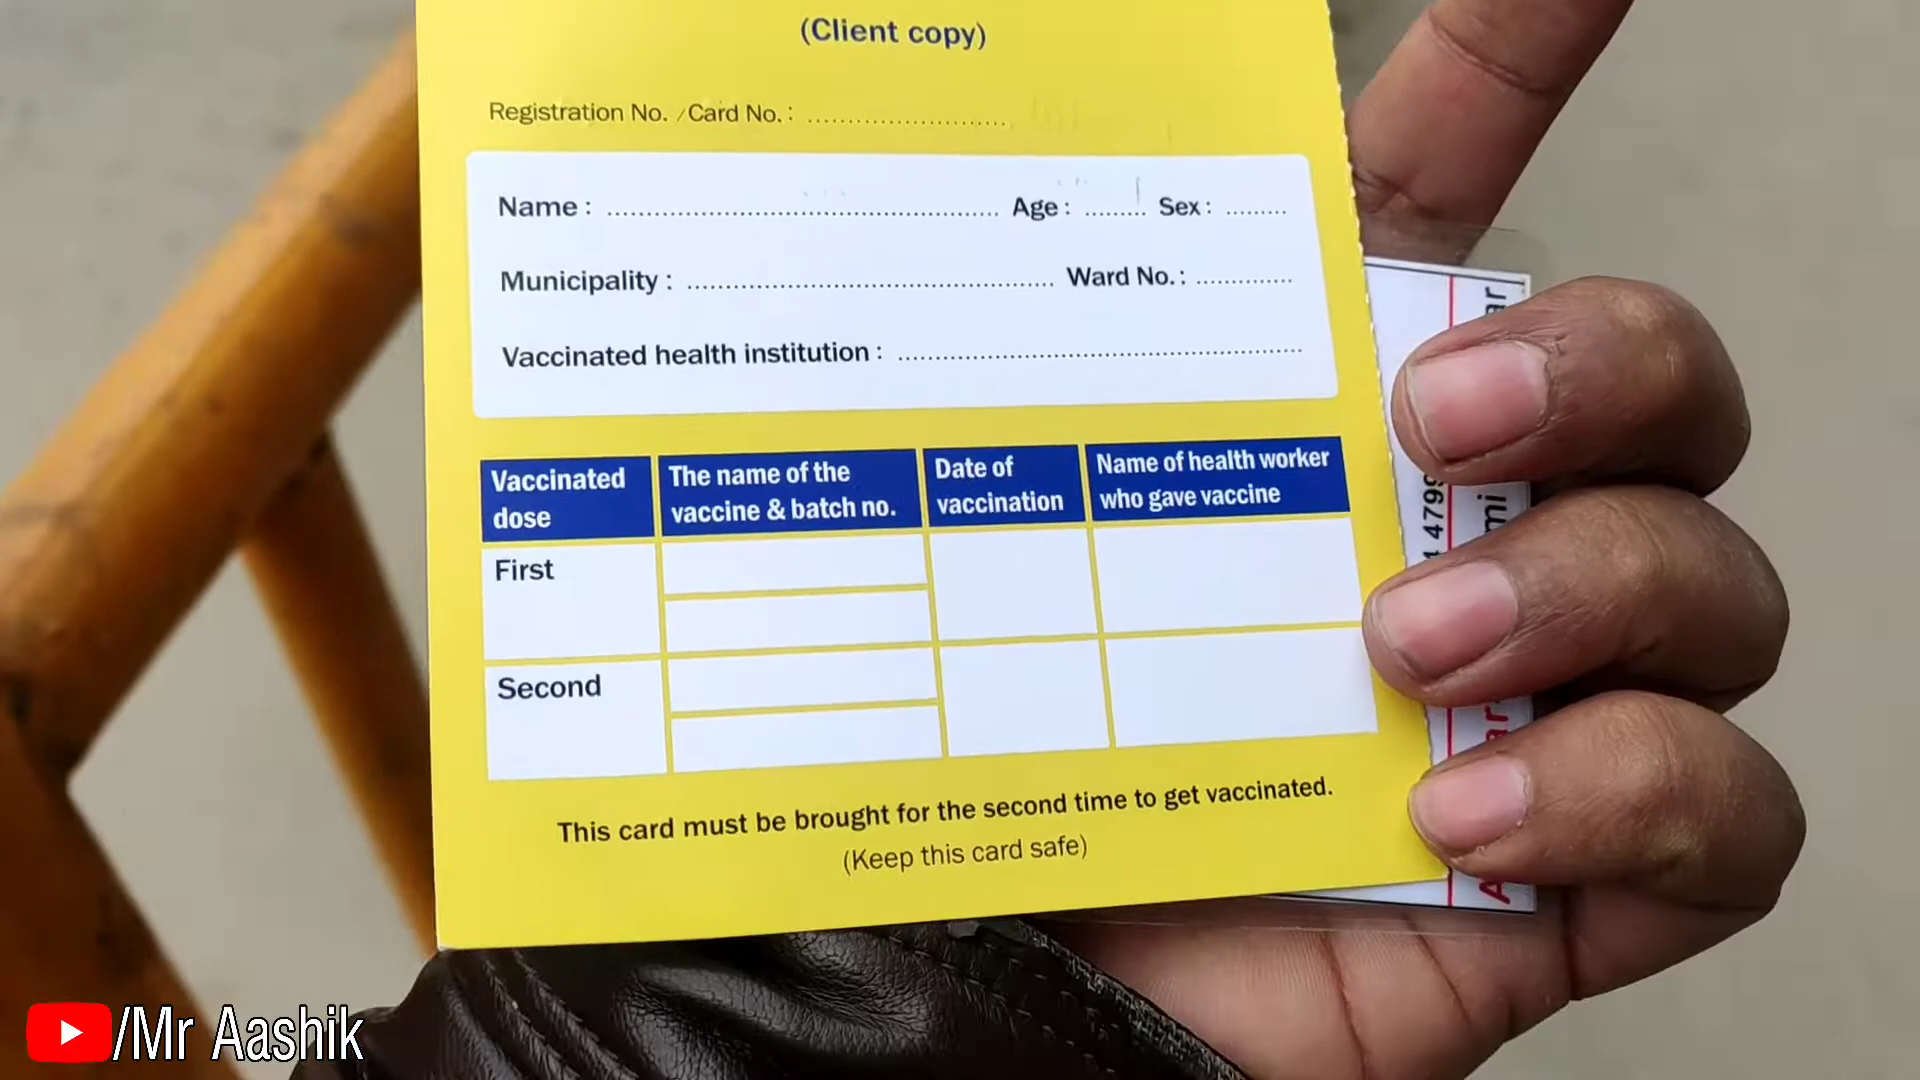 (Client copy)
Registration No. / Card No. : ..........................
Name : .................................................. Age : ......... Sex : .........
Municipality : ............................................... Ward No. : .............
Vaccinated health institution : ....................................................
Vaccinated dose
The name of the vaccine & batch no.
Date of vaccination
Name of health worker who gave vaccine
First
Second
This card must be brought for the second time to get vaccinated.
(Keep this card safe)
/Mr Aashik